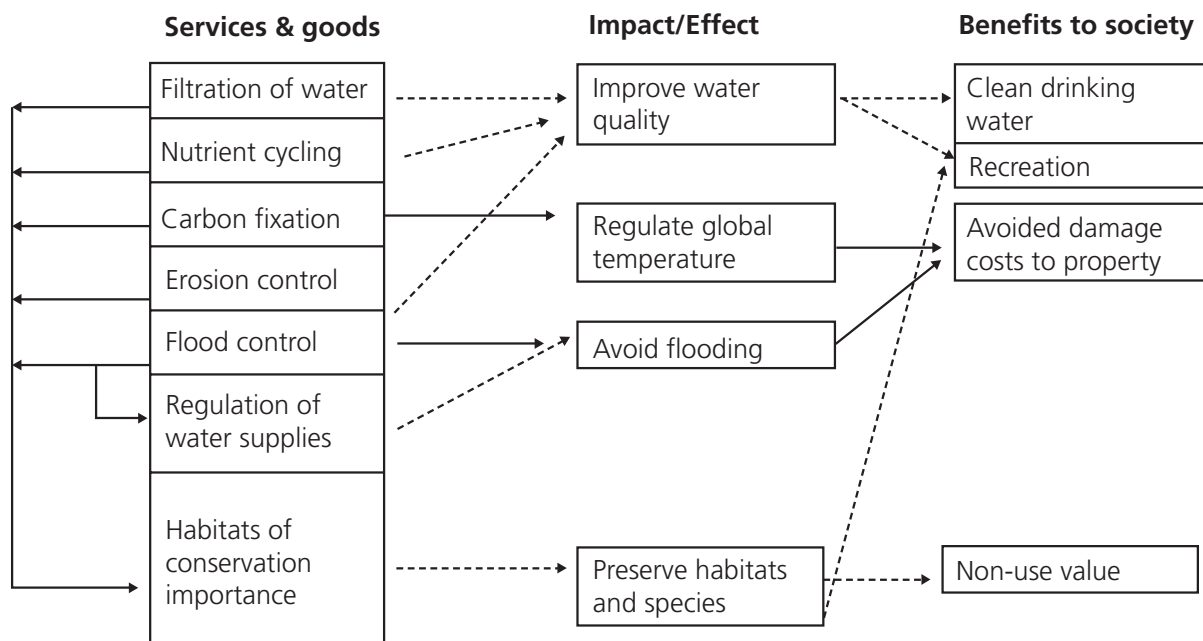 Services & goods
Filtration of water
Nutrient cycling
Carbon fixation
Erosion control
Flood control
Regulation of
water supplies
Habitats of
conservation
importance
Impact/Effect
Improve water
quality
Regulate global
temperature
Avoid flooding
Preserve habitats
and species
Benefits to society
Clean drinking
water
Recreation
Avoided damage
costs to property
Non-use value